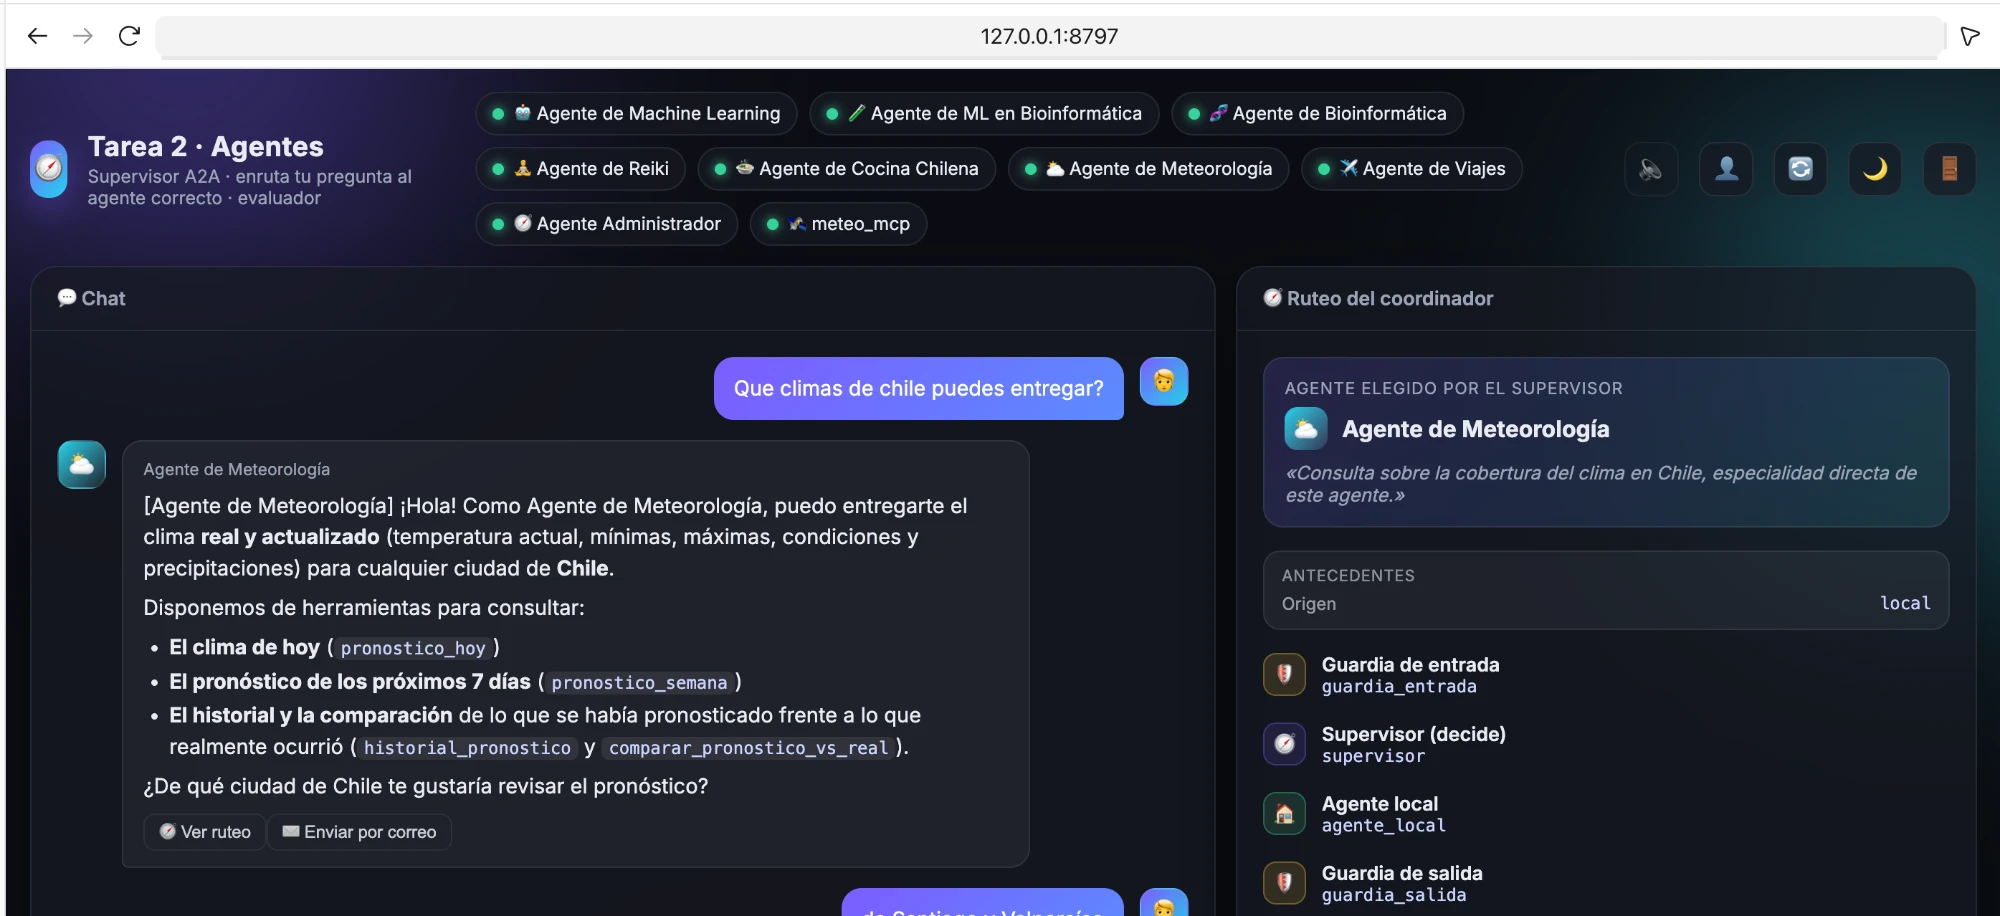 127.0.0.1:8797
Tarea 2 · Agentes
Supervisor A2A · enruta tu pregunta al
agente correcto · evaluador
Agente de Machine Learning
Agente de ML en Bioinformática
Agente de Bioinformática
Agente de Reiki
Agente de Cocina Chilena
Agente de Meteorología
Agente de Viajes
Agente Administrador
meteo_mcp
Chat
Que climas de chile puedes entregar?
Agente de Meteorología
[Agente de Meteorología] ¡Hola! Como Agente de Meteorología, puedo entregarte el
clima real y actualizado (temperatura actual, mínimas, máximas, condiciones y
precipitaciones) para cualquier ciudad de Chile.
Disponemos de herramientas para consultar:
• El clima de hoy ( pronostico_hoy )
• El pronóstico de los próximos 7 días ( pronostico_semana )
• El historial y la comparación de lo que se había pronosticado frente a lo que
realmente ocurrió ( historial_pronostico y comparar_pronostico_vs_real ).
¿De qué ciudad de Chile te gustaría revisar el pronóstico?
Ver ruteo
Enviar por correo
de Santiago y Valparaíso
Ruteo del coordinador
AGENTE ELEGIDO POR EL SUPERVISOR
Agente de Meteorología
«Consulta sobre la cobertura del clima en Chile, especialidad directa de
este agente.»
ANTECEDENTES
Origen
local
Guardia de entrada
guardia_entrada
Supervisor (decide)
supervisor
Agente local
agente_local
Guardia de salida
guardia_salida